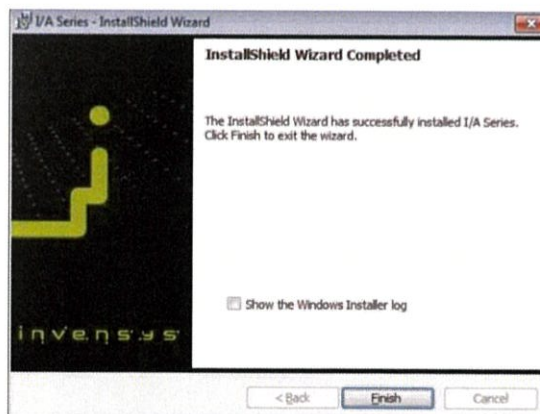 I/A Series - InstallShield Wizard
InstallShield Wizard Completed
The InstallShield Wizard has successfully installed I/A Series.
Click Finish to exit the wizard.
Show the Windows Installer log
invensys
< Back
Finish
Cancel